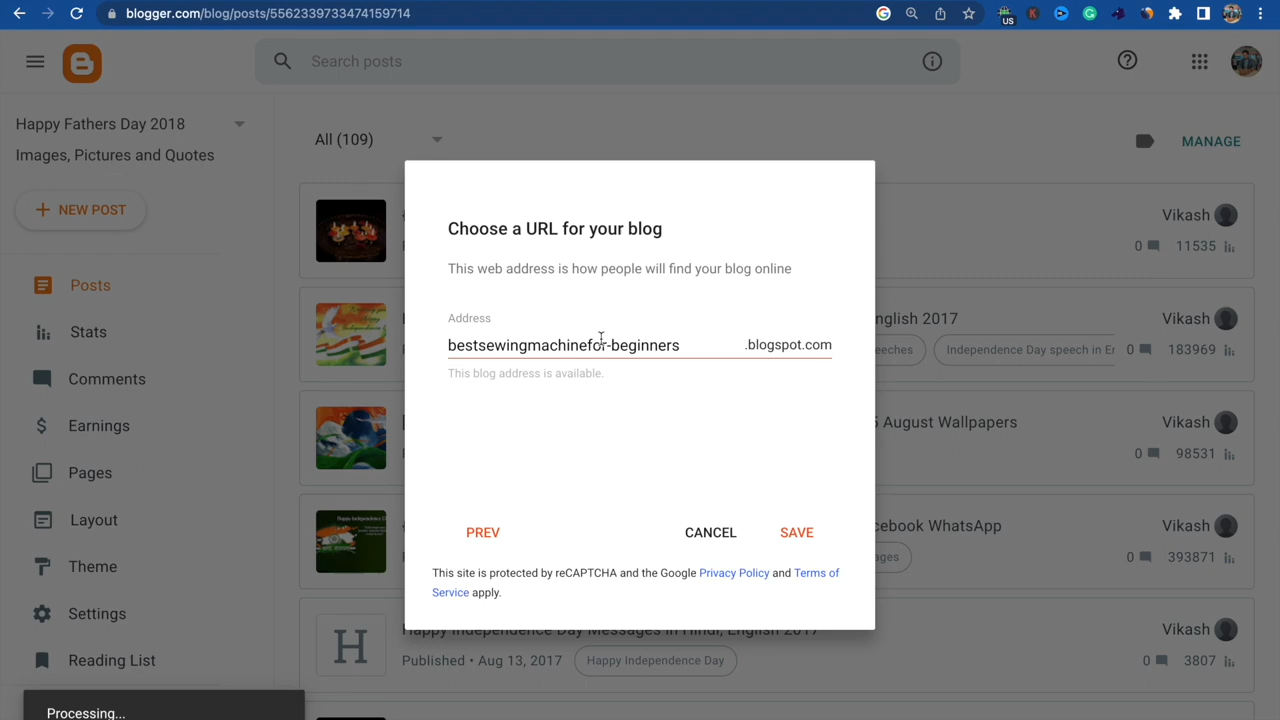 blogger.com/blog/posts/5562339733474159714
US
K
Search posts
Happy Fathers Day 2018
Images, Pictures and Quotes
All (109)
MANAGE
NEW POST
Vikash
0 11535
Choose a URL for your blog
This web address is how people will find your blog online
Address
bestsewingmachinefor-beginners .blogspot.com
This blog address is available.
PREV CANCEL SAVE
This site is protected by reCAPTCHA and the Google Privacy Policy and Terms of
Service apply.
Posts
Stats
Comments
Earnings
Pages
Layout
Theme
Settings
Reading List
English 2017 Vikash
Independence Day speech in 0 183969
August Wallpapers Vikash
0 98531
WhatsApp Vikash
0 393871
Happy Independence Day Messages in Hindi, English 2017 Vikash
H
Published • Aug 13, 2017 Happy Independence Day 0 3807
Processing...